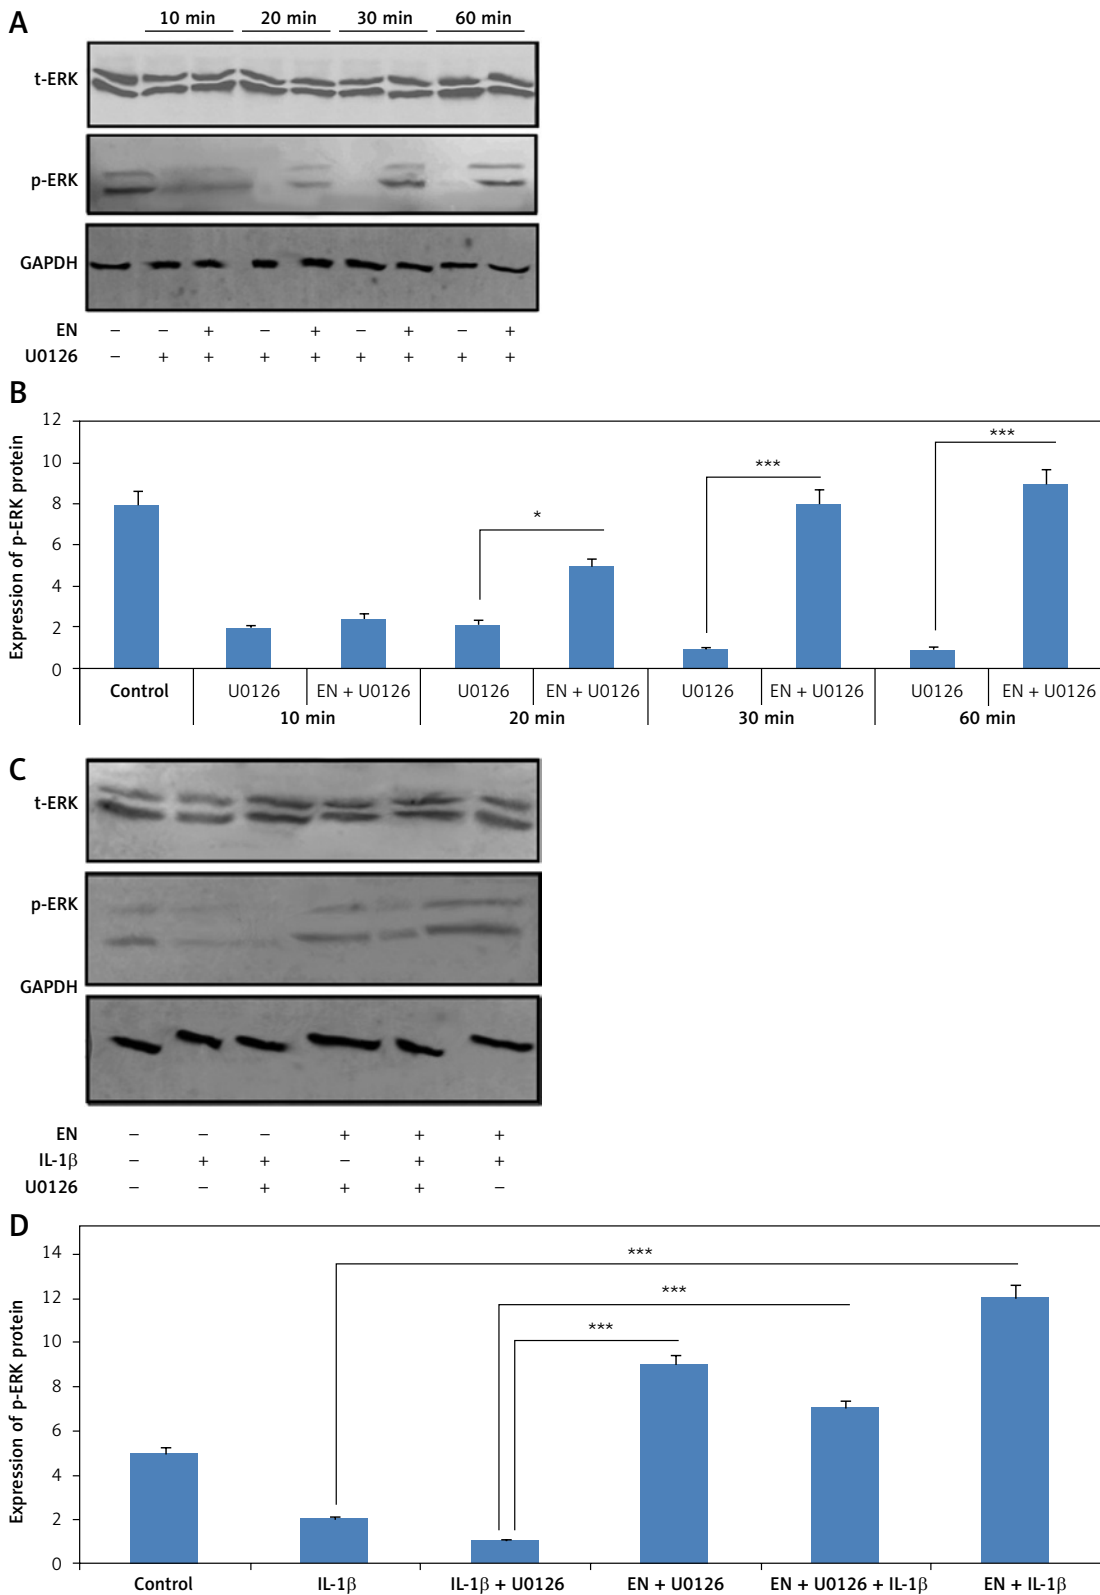 A
10 min 20 min 30 min 60 min
t-ERK
p-ERK
GAPDH
EN – – + – + – + – +
U0126 – + + + + + + + +
B
Expression of p-ERK protein
12
10
8
6
4
2
0
*
***
***
Control U0126 EN + U0126 U0126 EN + U0126 U0126 EN + U0126 U0126 EN + U0126
10 min 20 min 30 min 60 min
C
t-ERK
p-ERK
GAPDH
EN – – – + + +
IL-1β – + + – + +
U0126 – – + + + –
D
Expression of p-ERK protein
14
12
10
8
6
4
2
0
***
***
***
Control IL-1β IL-1β + U0126 EN + U0126 EN + U0126 + IL-1β EN + IL-1β